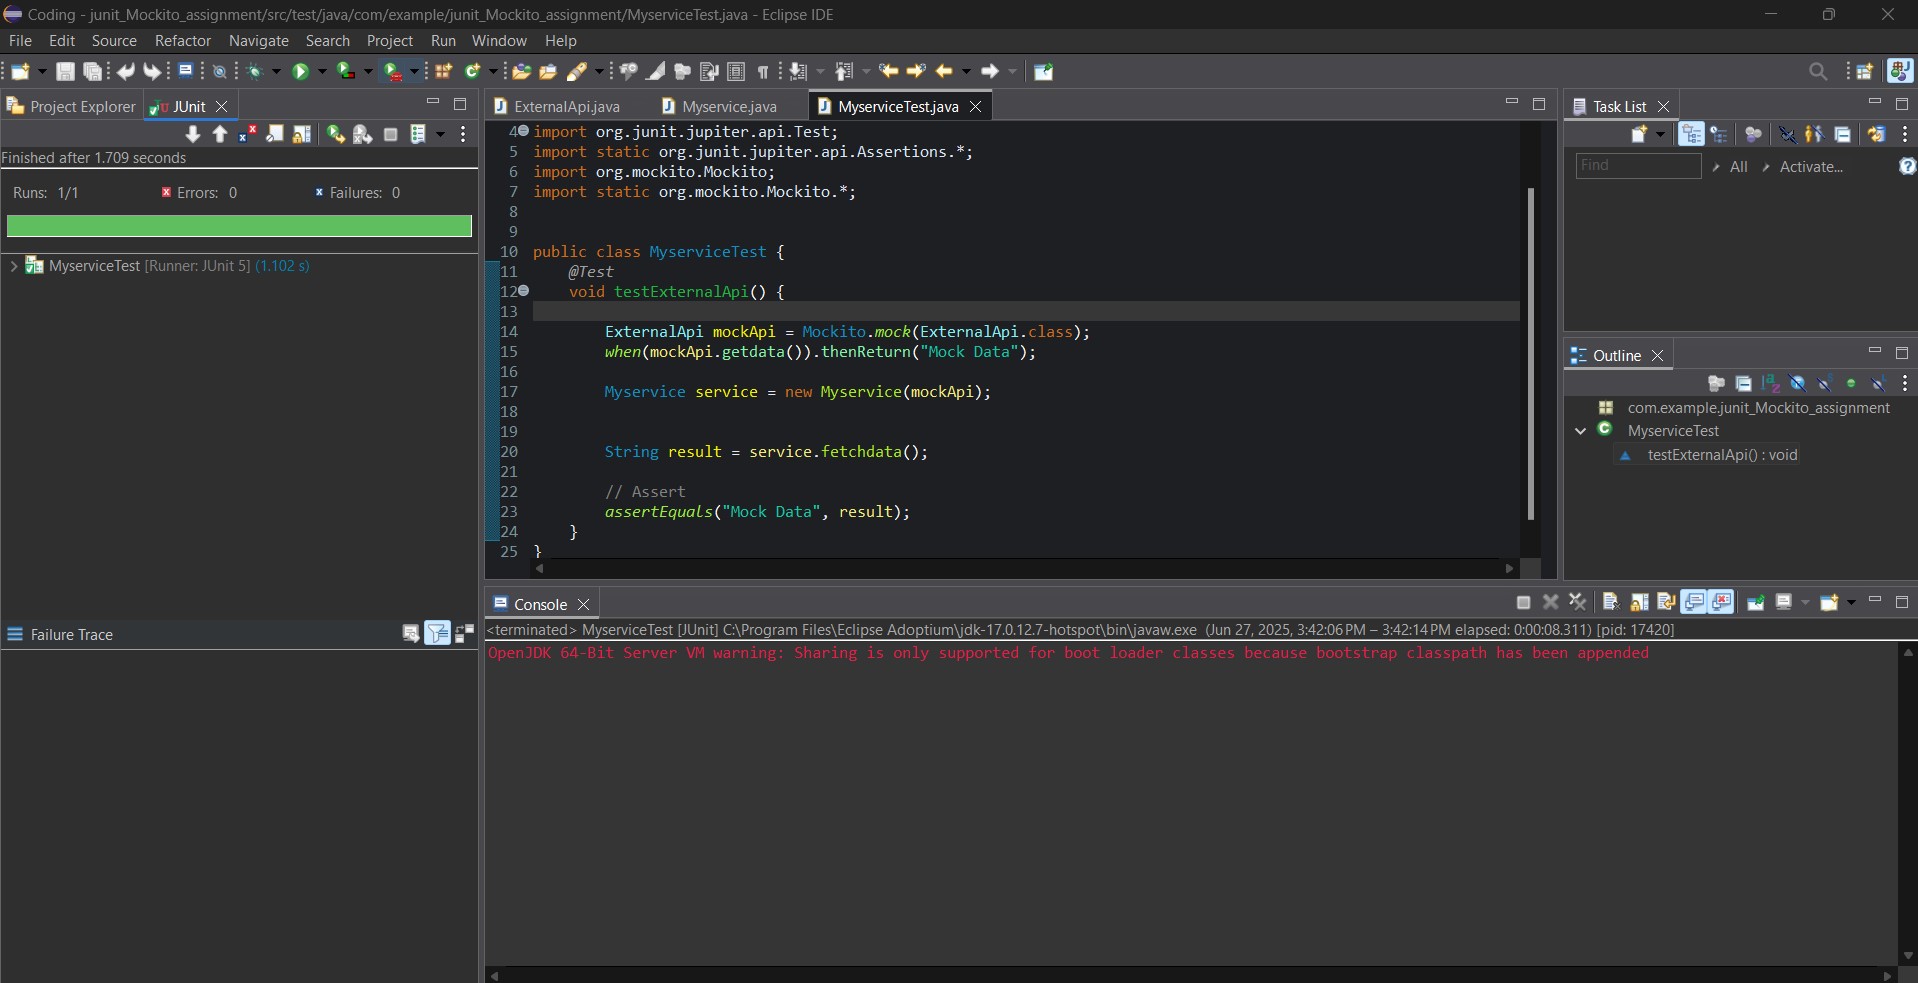 Coding - junit_Mockito_assignment/src/test/java/com/example/junit_Mockito_assignment/MyserviceTest.java - Eclipse IDE
File Edit Source Refactor Navigate Search Project Run Window Help
Project Explorer
JUnit
Finished after 1.709 seconds
Runs: 1/1 Errors: 0 Failures: 0
MyserviceTest [Runner: JUnit 5] (1.102 s)
Failure Trace
ExternalApi.java Myservice.java MyserviceTest.java
4 import org.junit.jupiter.api.Test;
5 import static org.junit.jupiter.api.Assertions.*;
6 import org.mockito.Mockito;
7 import static org.mockito.Mockito.*;
8
9
10 public class MyserviceTest {
11 @Test
12 void testExternalApi() {
13
14 ExternalApi mockApi = Mockito.mock(ExternalApi.class);
15 when(mockApi.getdata()).thenReturn("Mock Data");
16
17 Myservice service = new Myservice(mockApi);
18
19
20 String result = service.fetchdata();
21
22 // Assert
23 assertEquals("Mock Data", result);
24 }
25 }
Console
<terminated> MyserviceTest [JUnit] C:\Program Files\Eclipse Adoptium\jdk-17.0.12.7-hotspot\bin\javaw.exe (Jun 27, 2025, 3:42:06 PM – 3:42:14 PM elapsed: 0:00:08.311) [pid: 17420]
OpenJDK 64-Bit Server VM warning: Sharing is only supported for boot loader classes because bootstrap classpath has been appended
Task List
Find All Activate...
Outline
com.example.junit_Mockito_assignment
MyserviceTest
testExternalApi() : void